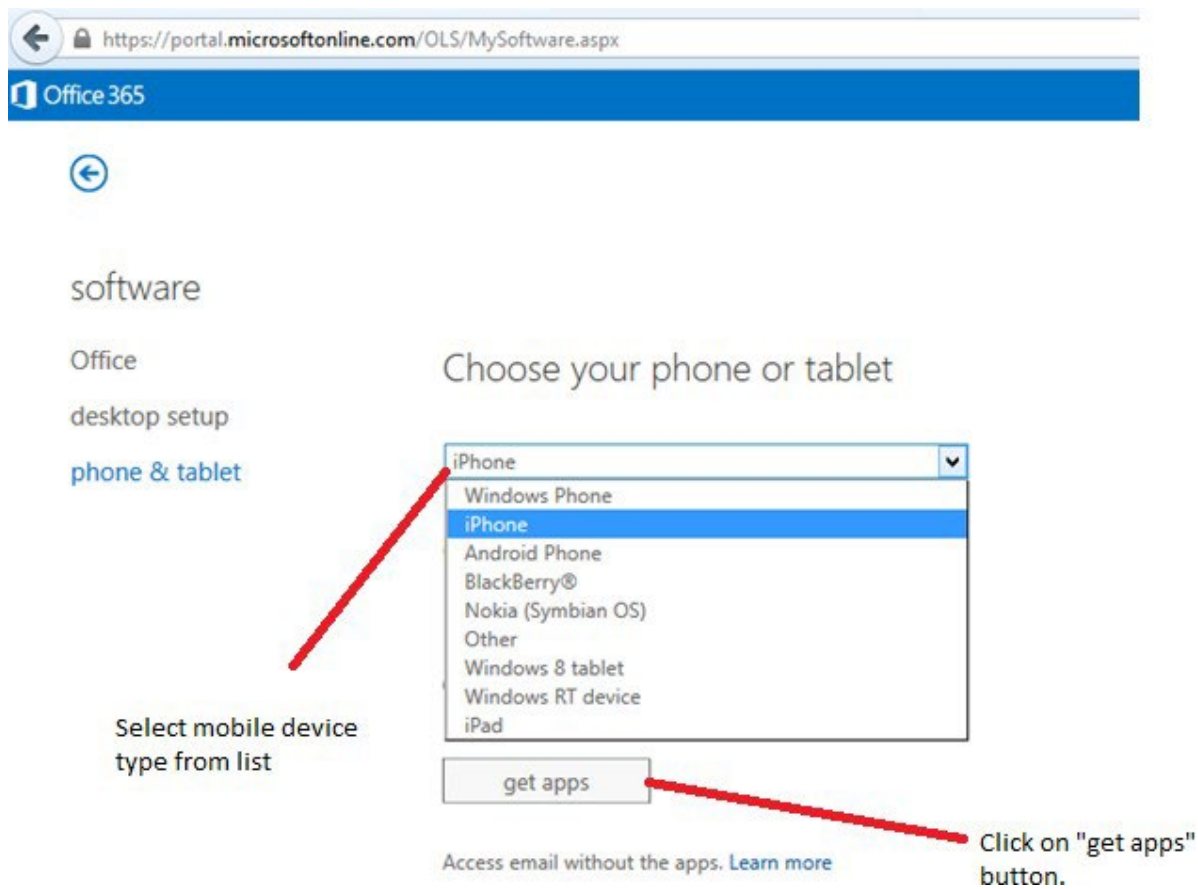 https://portal.microsoftonline.com/OLS/MySoftware.aspx
Office 365
software
Office
desktop setup
phone & tablet
Choose your phone or tablet
iPhone
Windows Phone
iPhone
Android Phone
BlackBerry®
Nokia (Symbian OS)
Other
Windows 8 tablet
Windows RT device
iPad
Select mobile device
type from list
get apps
Click on "get apps"
button.
Access email without the apps. Learn more